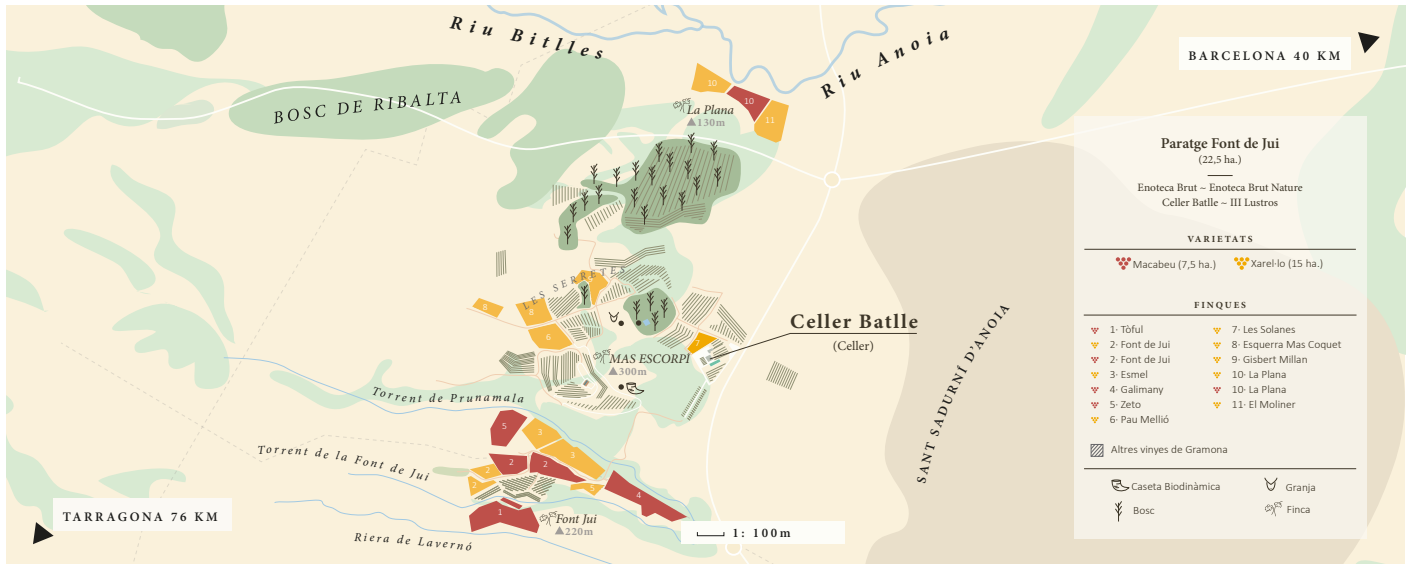 Riu Bitlles
Riu Anoia
BARCELONA 40 KM
BOSC DE RIBALTA
10
10
11
La Plana
130m
Paratge Font de Jui
(22,5 ha.)
Enoteca Brut ~ Enoteca Brut Nature
Celler Batlle ~ III Lustros
VARIETATS
Macabeu (7,5 ha.)
Xarel·lo (15 ha.)
FINQUES
1· Tòful
2· Font de Jui
2· Font de Jui
3· Esmel
4· Galimany
5· Zeto
6· Pau Mellió
7· Les Solanes
8· Esquerra Mas Coquet
9· Gisbert Millan
10· La Plana
10· La Plana
11· El Moliner
Altres vinyes de Gramona
Caseta Biodinàmica
Granja
Bosc
Finca
LES SERRETES
8
8
6
7
Celler Batlle
(Celler)
MAS ESCORPÍ
300m
SANT SADURNÍ D'ANOIA
Torrent de Prunamala
5
3
3
Torrent de la Font de Jui
2
2
2
2
4
1
Font Jui
220m
TARRAGONA 76 KM
Riera de Lavernó
1: 100m